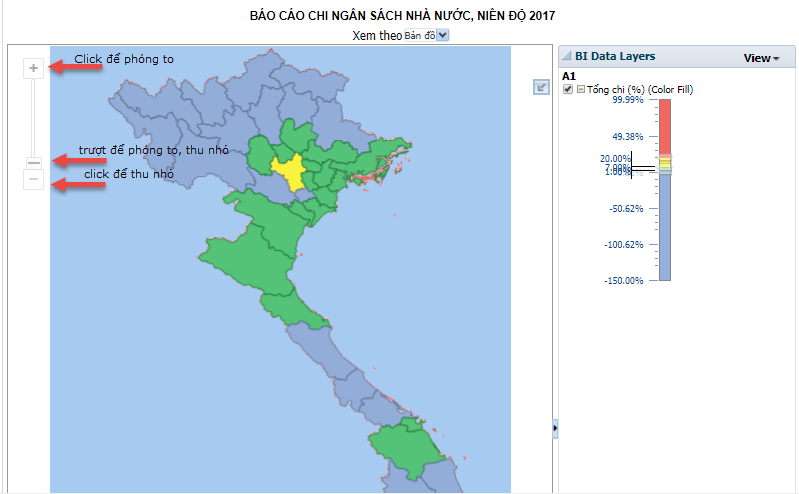 BÁO CÁO CHI NGÂN SÁCH NHÀ NƯỚC, NIÊN ĐỘ 2017
Xem theo Bản đồ
Click để phóng to
trượt để phóng to, thu nhỏ
click để thu nhỏ
BI Data Layers View
A1
Tổng chi (%) (Color Fill)
99.99%
49.38%
20.00%
7.00%
1.00%
-50.62%
-100.62%
-150.00%